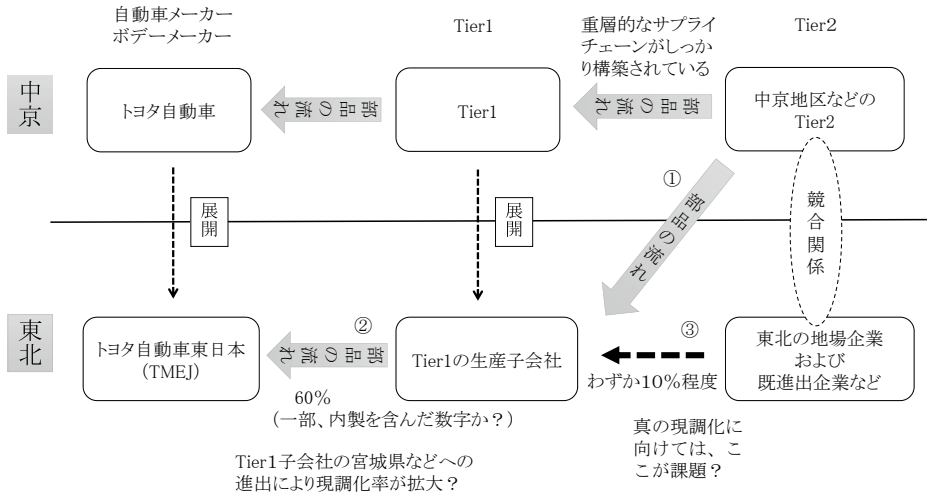 自動車メーカー
ボデーメーカー
Tier1
重層的なサプライ
チェーンがしっか
り構築されている
Tier2
中京
トヨタ自動車
部品の流れ
Tier1
部品の流れ
中京地区などの
Tier2
①
部品の流れ
展開
展開
競合関係
東北
トヨタ自動車東日本
(TMEJ)
②
部品の流れ
Tier1の生産子会社
③
わずか10%程度
東北の地場企業
および
既進出企業など
60%
(一部、内製を含んだ数字か？)
真の現調化に
向けては、こ
こが課題？
Tier1子会社の宮城県などへの
進出により現調化率が拡大？